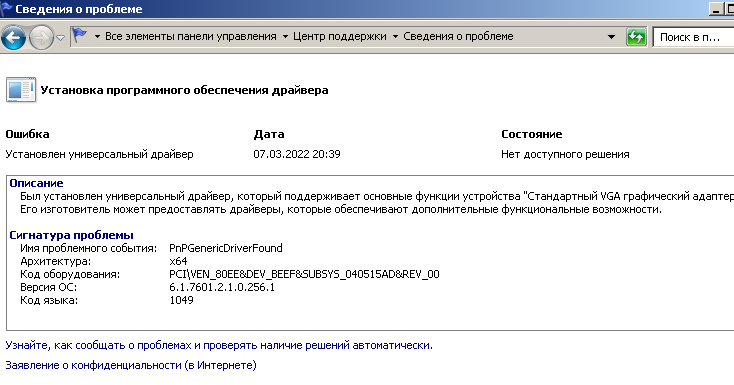 Сведения о проблеме
Все элементы панели управления Центр поддержки Сведения о проблеме Поиск в п...
Установка программного обеспечения драйвера
Ошибка Дата Состояние
Установлен универсальный драйвер 07.03.2022 20:39 Нет доступного решения
Описание
Был установлен универсальный драйвер, который поддерживает основные функции устройства "Стандартный VGA графический адаптер
Его изготовитель может предоставлять драйверы, которые обеспечивают дополнительные функциональные возможности.
Сигнатура проблемы
Имя проблемного события: PnPGenericDriverFound
Архитектура: x64
Код оборудования: PCI\VEN_80EE&DEV_BEEF&SUBSYS_040515AD&REV_00
Версия ОС: 6.1.7601.2.1.0.256.1
Код языка: 1049
Узнайте, как сообщать о проблемах и проверять наличие решений автоматически.
Заявление о конфиденциальности (в Интернете)